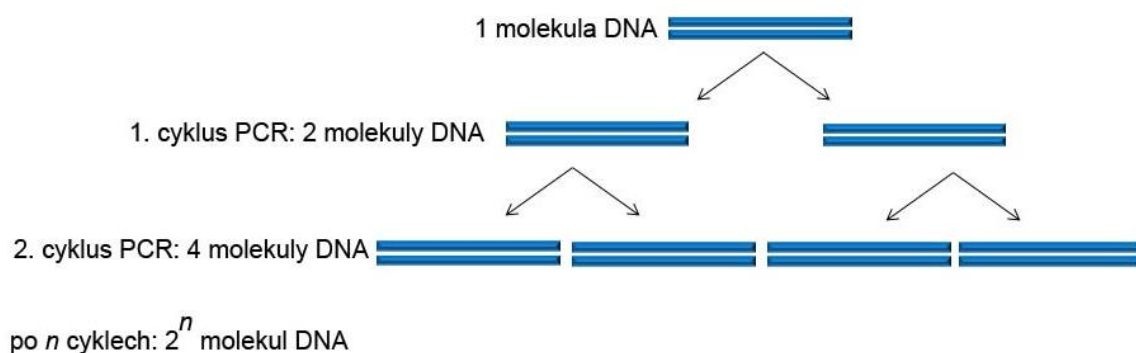 1 molekula DNA
1. cyklus PCR: 2 molekuly DNA
2. cyklus PCR: 4 molekuly DNA
po n cyklech: 2^n molekul DNA